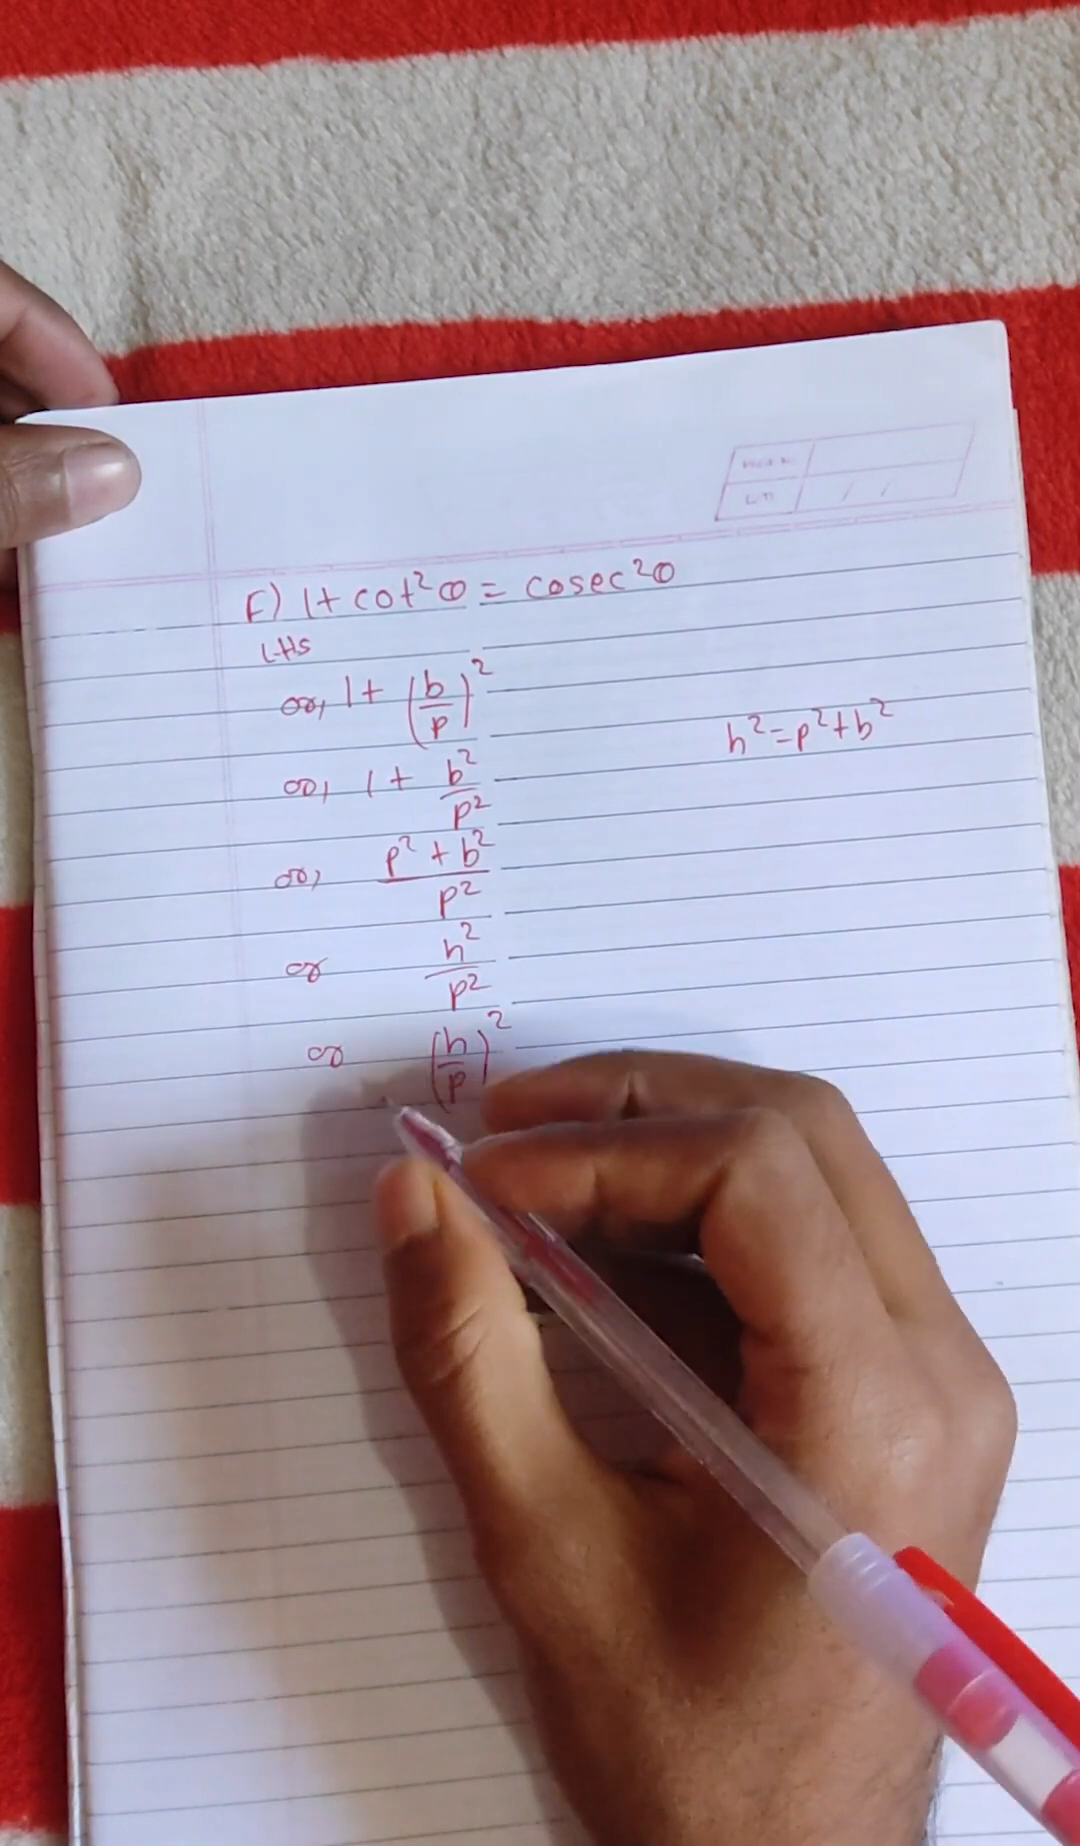 F) 1+ cot²θ = cosec²θ
LHS
or, 1+ (b/p)²
h²=p²+b²
or, 1 + b²/p²
or, p² + b²/p²
or h²/p²
or (h/p)²